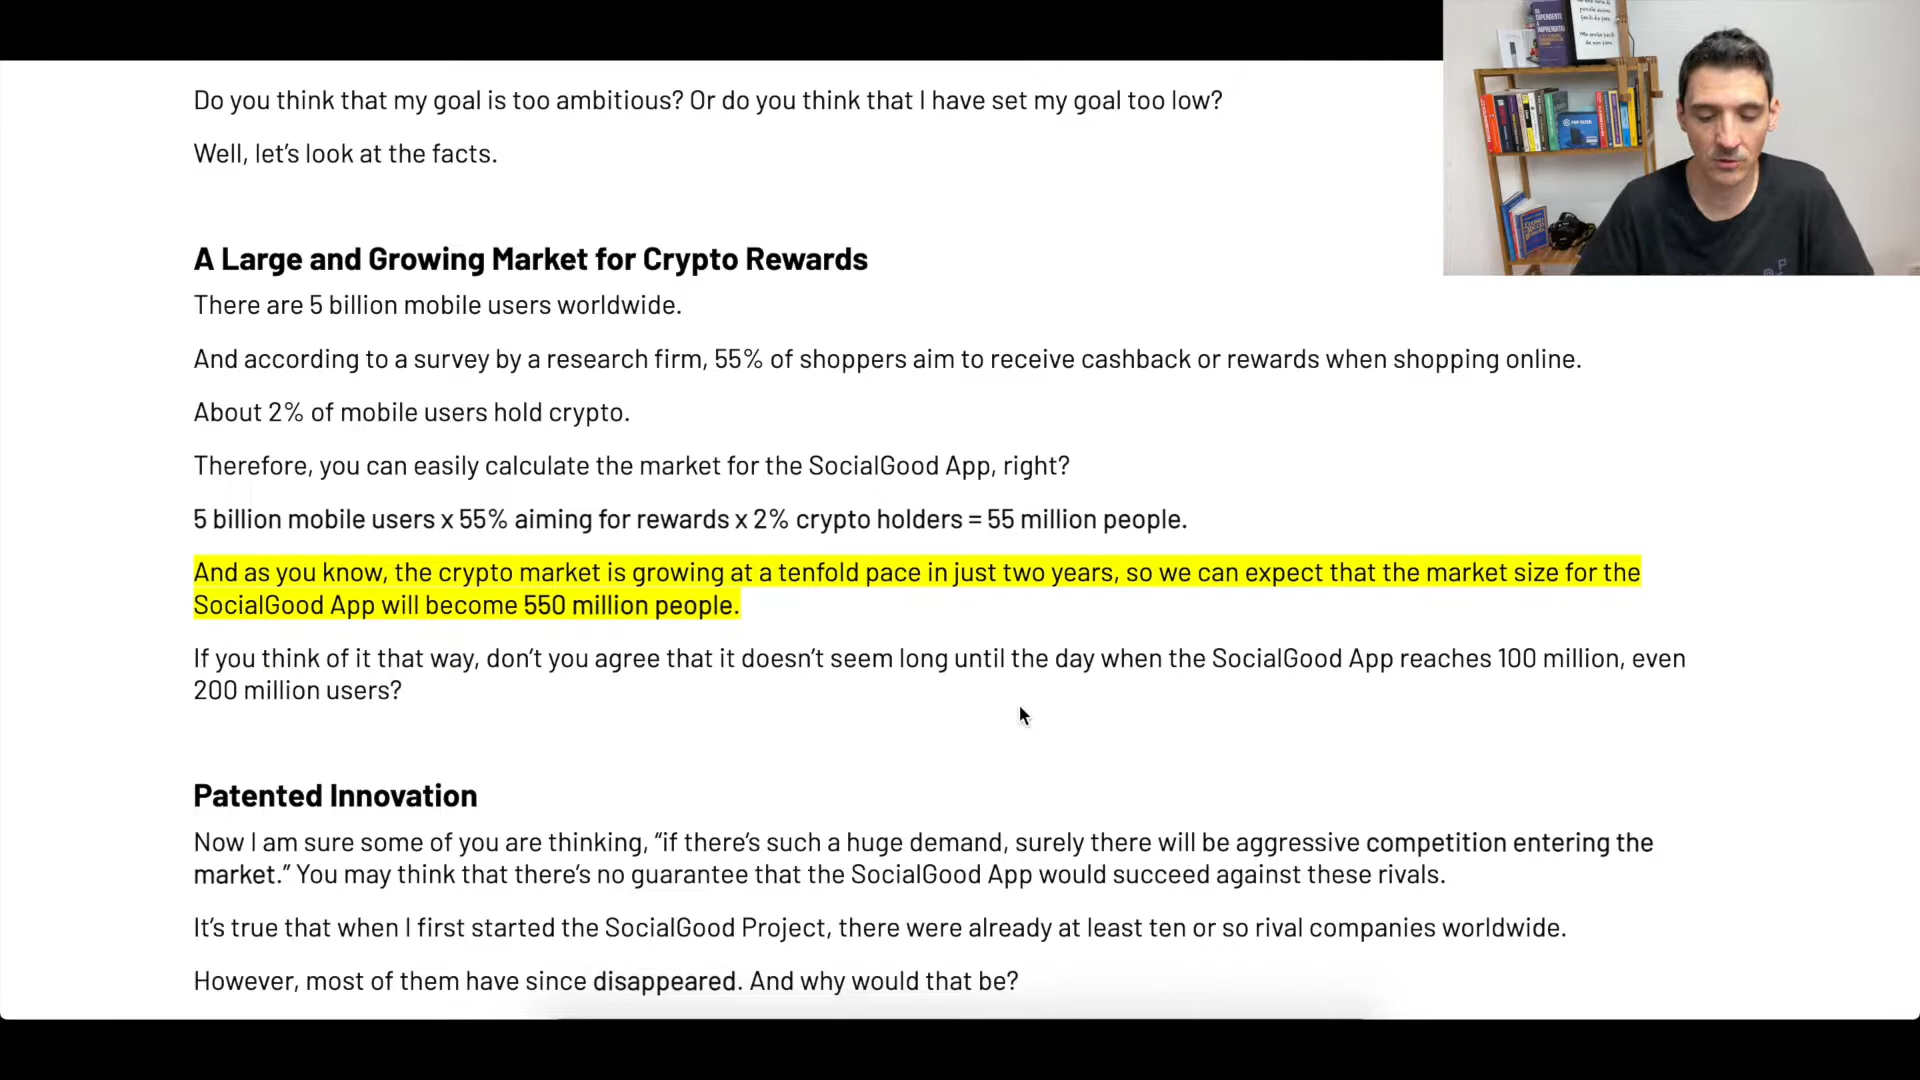 Do you think that my goal is too ambitious? Or do you think that I have set my goal too low?
Well, let's look at the facts.
A Large and Growing Market for Crypto Rewards
There are 5 billion mobile users worldwide.
And according to a survey by a research firm, 55% of shoppers aim to receive cashback or rewards when shopping online.
About 2% of mobile users hold crypto.
Therefore, you can easily calculate the market for the SocialGood App, right?
5 billion mobile users x 55% aiming for rewards x 2% crypto holders = 55 million people.
And as you know, the crypto market is growing at a tenfold pace in just two years, so we can expect that the market size for the
SocialGood App will become 550 million people.
If you think of it that way, don't you agree that it doesn't seem long until the day when the SocialGood App reaches 100 million, even
200 million users?
Patented Innovation
Now I am sure some of you are thinking, “if there's such a huge demand, surely there will be aggressive competition entering the
market.” You may think that there's no guarantee that the SocialGood App would succeed against these rivals.
It's true that when I first started the SocialGood Project, there were already at least ten or so rival companies worldwide.
However, most of them have since disappeared. And why would that be?
POP FILTER